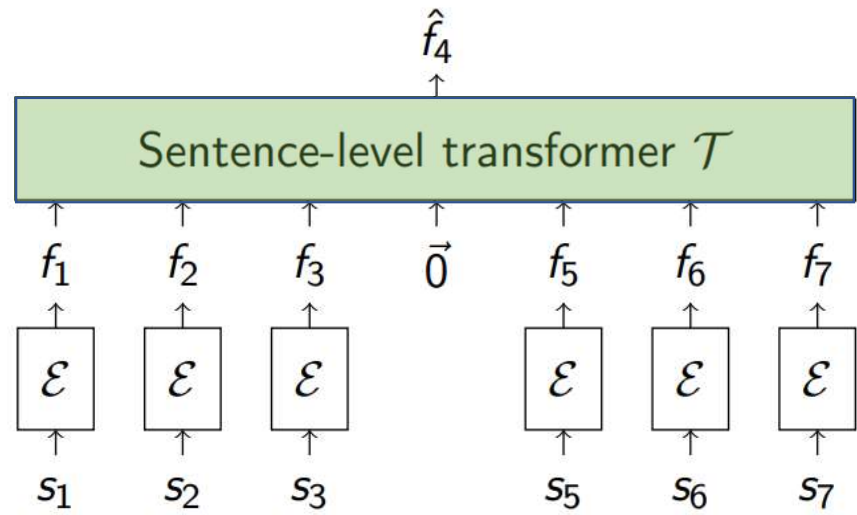 f̂₄
Sentence-level transformer 𝒯
f₁ f₂ f₃ 0⃗ f₅ f₆ f₇
ℰ ℰ ℰ ℰ ℰ ℰ
s₁ s₂ s₃ s₅ s₆ s₇